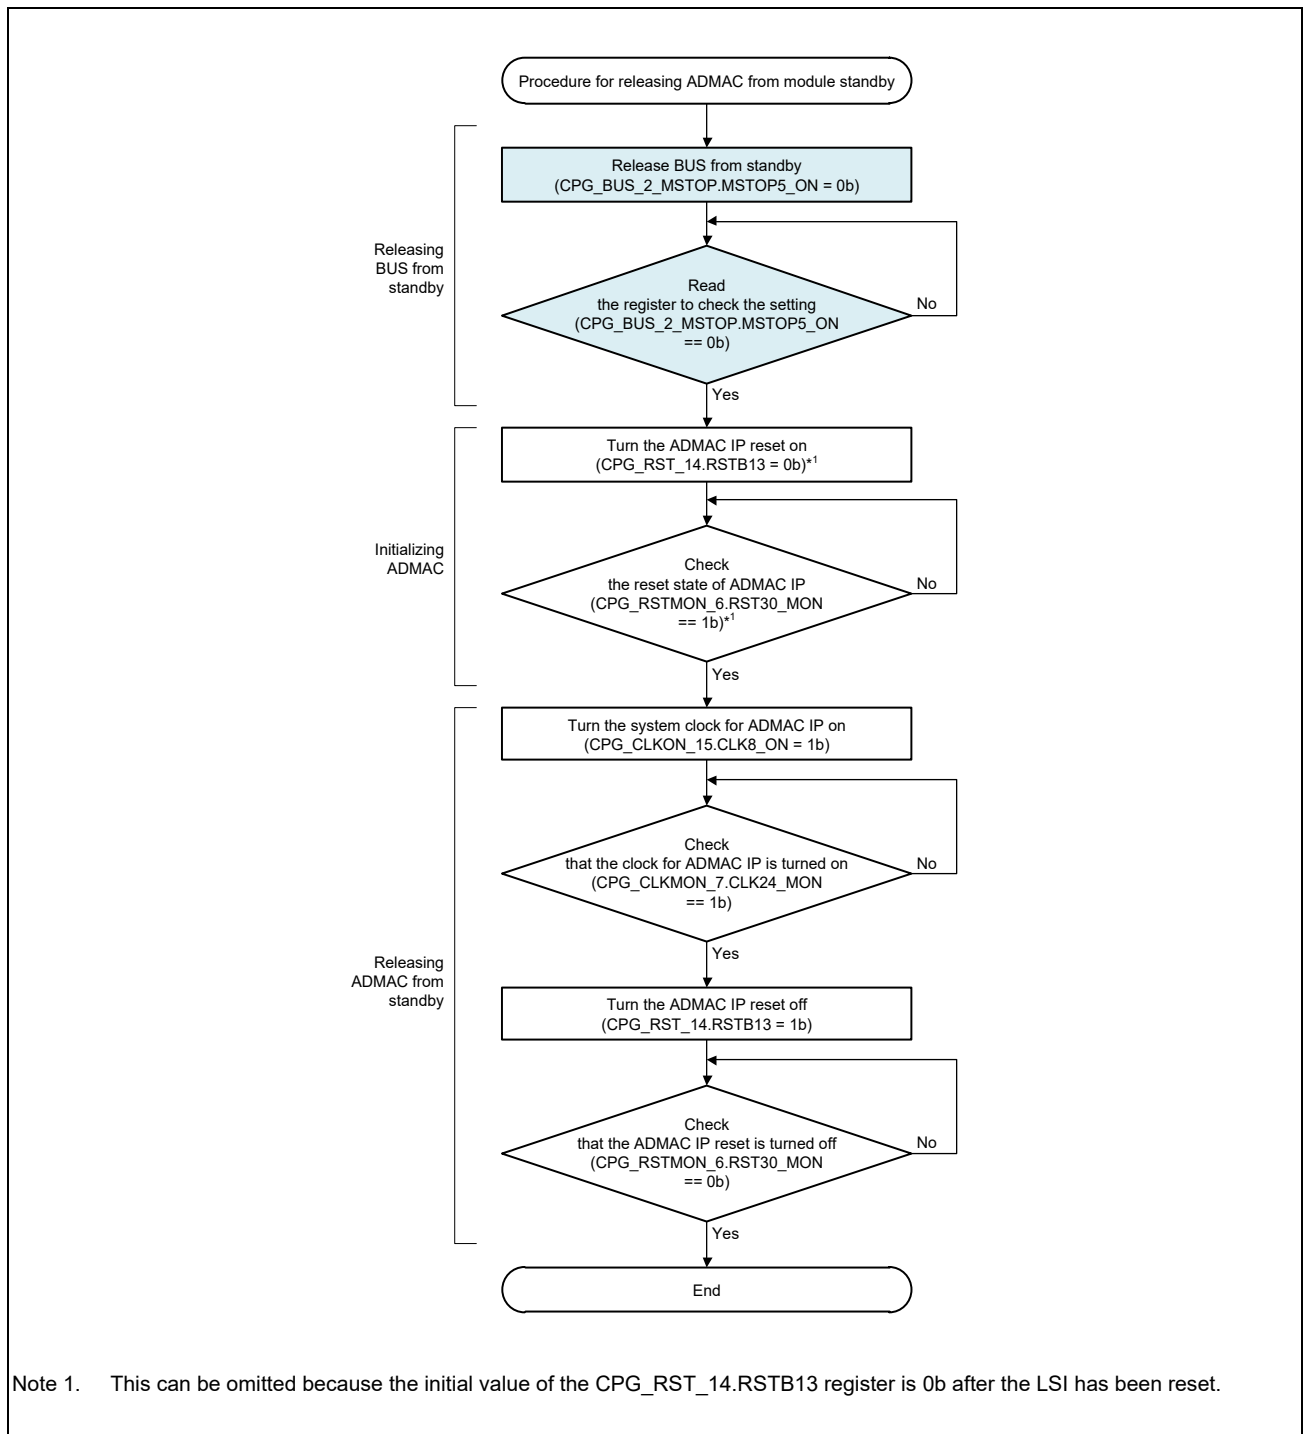 Procedure for releasing ADMAC from module standby
Releasing
BUS from
standby
Release BUS from standby
(CPG_BUS_2_MSTOP.MSTOP5_ON = 0b)
Read
the register to check the setting
(CPG_BUS_2_MSTOP.MSTOP5_ON
== 0b)
No
Yes
Initializing
ADMAC
Turn the ADMAC IP reset on
(CPG_RST_14.RSTB13 = 0b)*1
Check
the reset state of ADMAC IP
(CPG_RSTMON_6.RST30_MON
== 1b)*1
No
Yes
Releasing
ADMAC from
standby
Turn the system clock for ADMAC IP on
(CPG_CLKON_15.CLK8_ON = 1b)
Check
that the clock for ADMAC IP is turned on
(CPG_CLKMON_7.CLK24_MON
== 1b)
No
Yes
Turn the ADMAC IP reset off
(CPG_RST_14.RSTB13 = 1b)
Check
that the ADMAC IP reset is turned off
(CPG_RSTMON_6.RST30_MON
== 0b)
No
Yes
End
Note 1. This can be omitted because the initial value of the CPG_RST_14.RSTB13 register is 0b after the LSI has been reset.